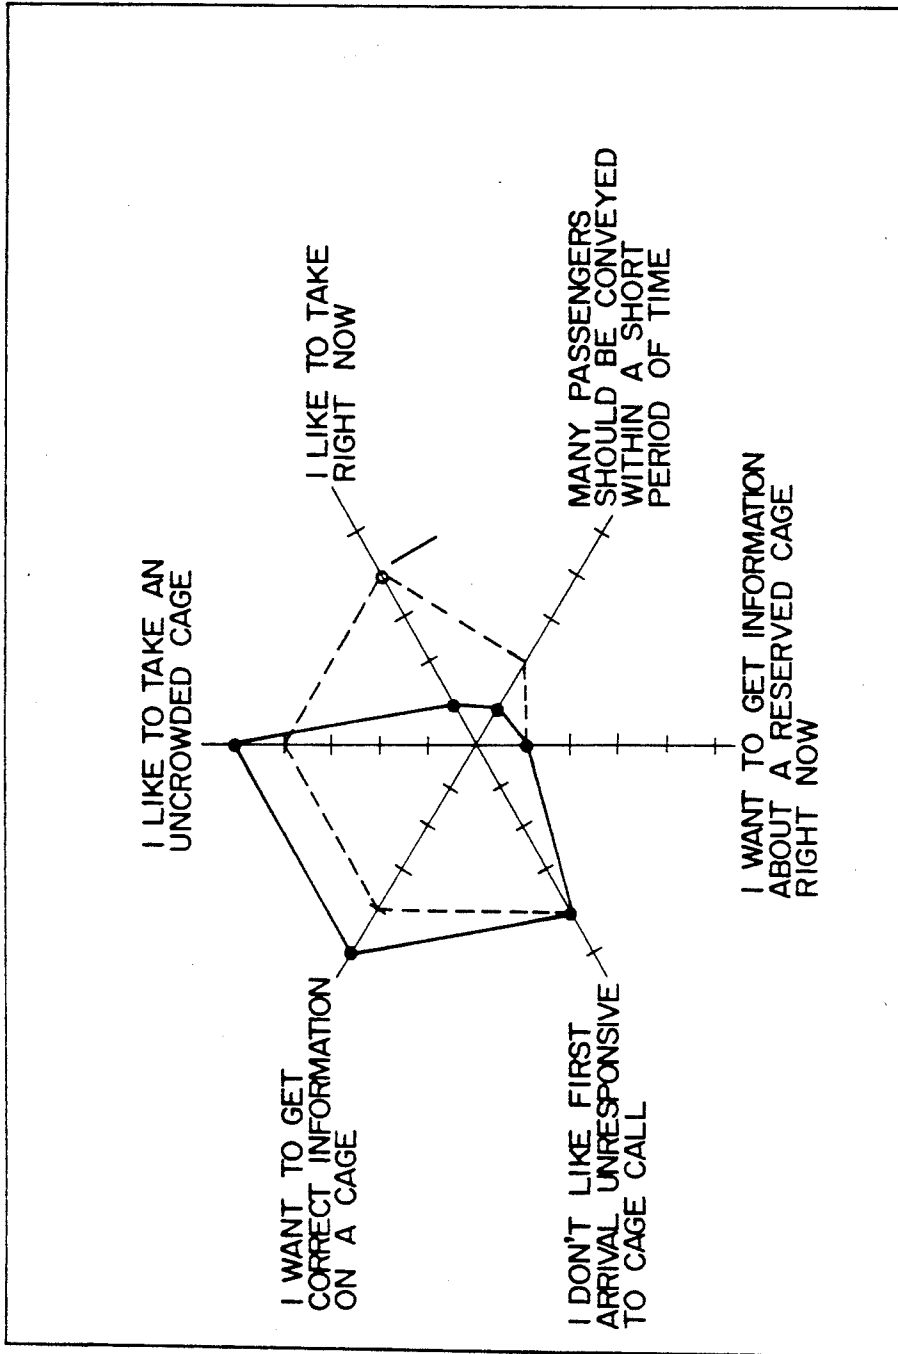 I LIKE TO TAKE AN
UNCROWDED CAGE
I LIKE TO TAKE
RIGHT NOW
MANY PASSENGERS
SHOULD BE CONVEYED
WITHIN A SHORT
PERIOD OF TIME
I WANT TO GET INFORMATION
ABOUT A RESERVED CAGE
RIGHT NOW
I DON'T LIKE FIRST
ARRIVAL UNRESPONSIVE
TO CAGE CALL
I WANT TO GET
CORRECT INFORMATION
ON A CAGE